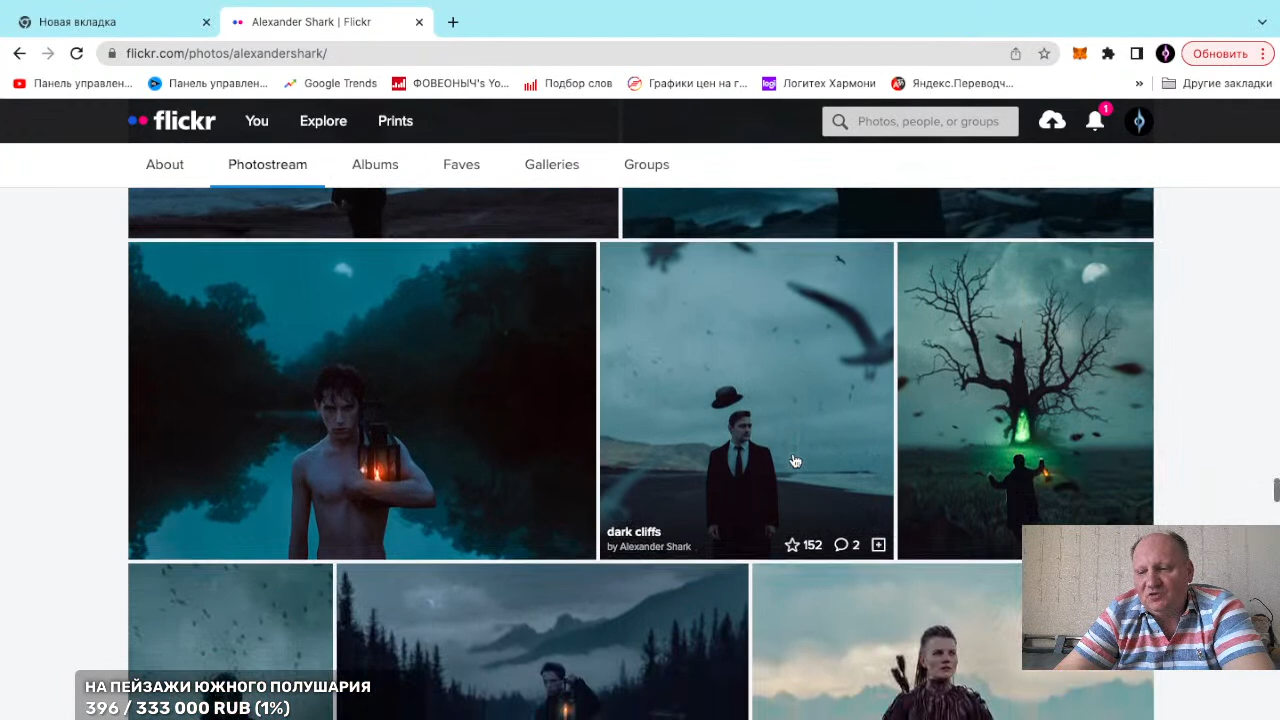 Новая вкладка
Alexander Shark | Flickr
flickr.com/photos/alexandershark/
Обновить
Панель управлен...
Панель управлен...
Google Trends
ФОВЕОНЫЧ's Yo...
Подбор слов
Графики цен на г...
logi
Логитех Хармони
Яндекс.Переводч...
»
Другие закладки
flickr
You
Explore
Prints
Photos, people, or groups
1
About
Photostream
Albums
Faves
Galleries
Groups
dark cliffs
by Alexander Shark
152
2
НА ПЕЙЗАЖИ ЮЖНОГО ПОЛУШАРИЯ
396 / 333 000 RUB (1%)